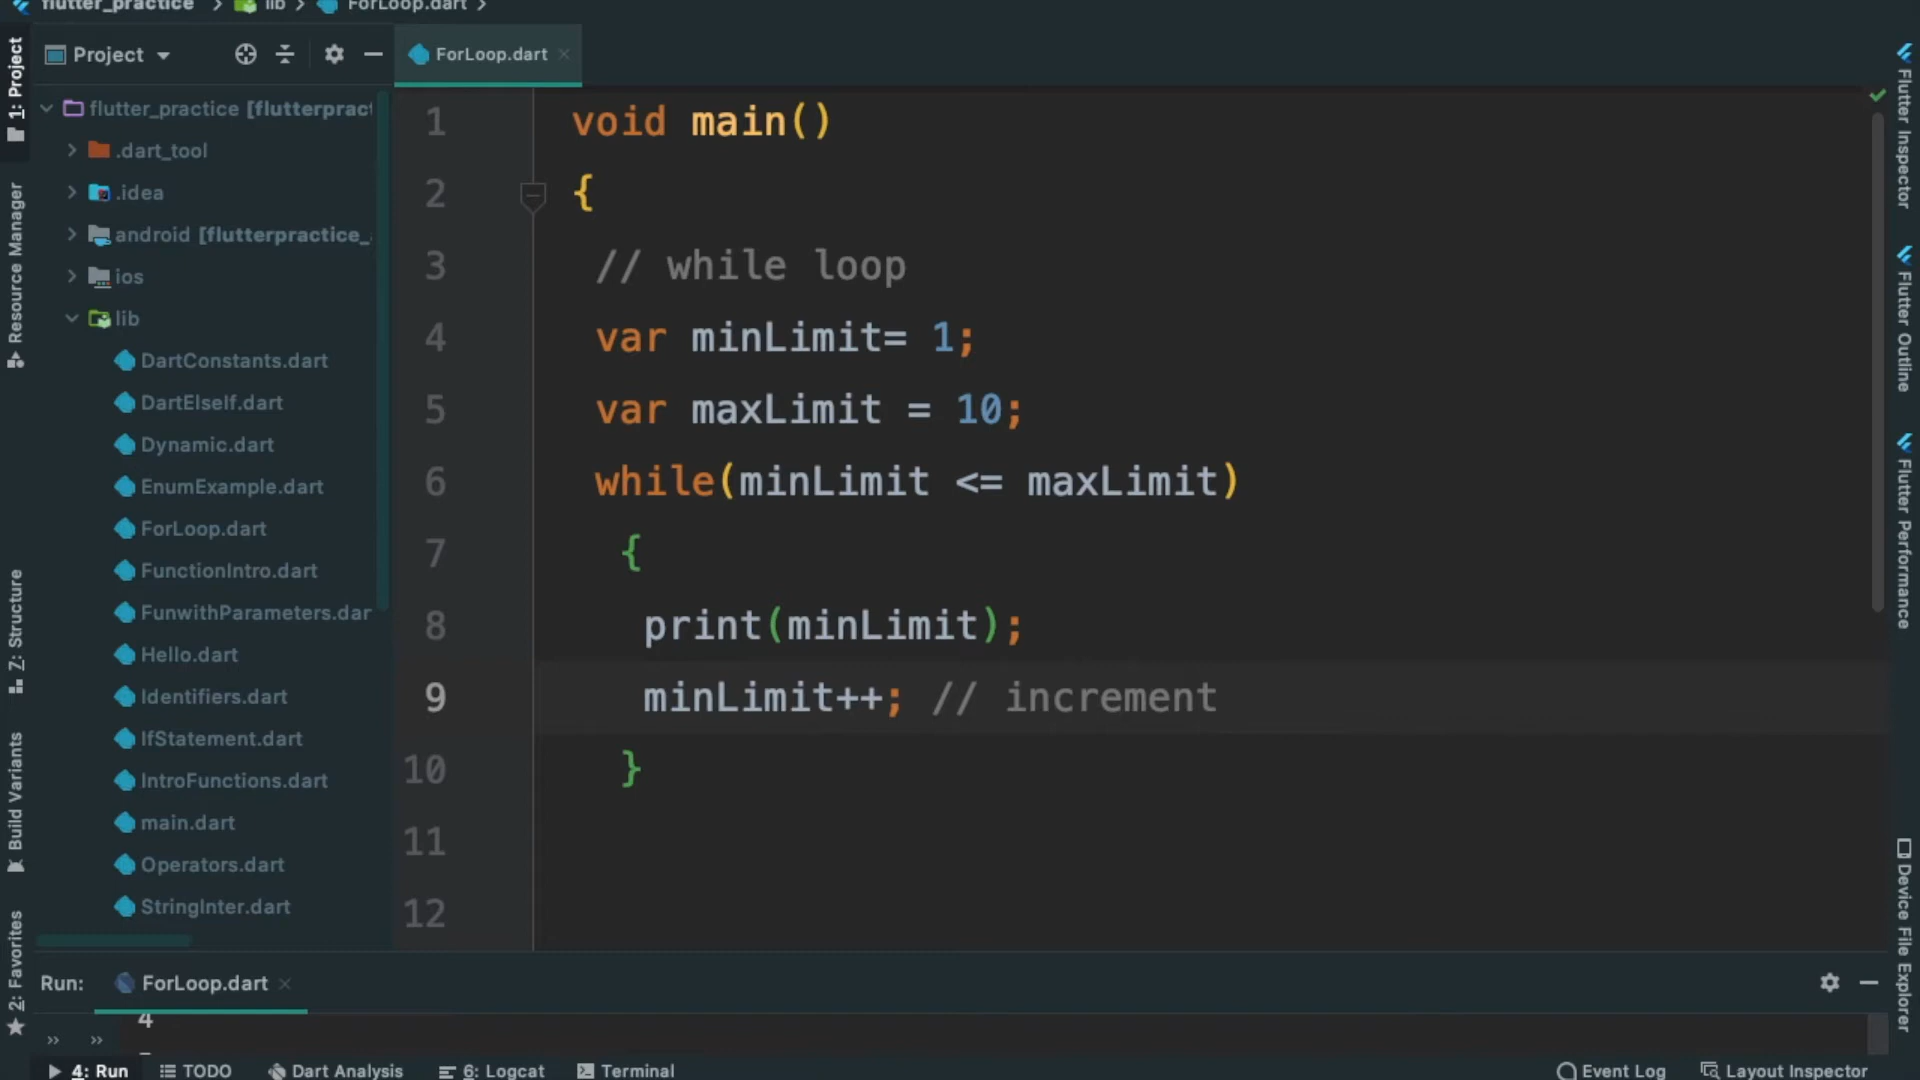 flutter_practice > lib > ForLoop.dart >
Project
ForLoop.dart
1: Project
Resource Manager
Z: Structure
Build Variants
2: Favorites
flutter_practice [flutterpract
.dart_tool
.idea
android [flutterpractice_
ios
lib
DartConstants.dart
DartElseIf.dart
Dynamic.dart
EnumExample.dart
ForLoop.dart
FunctionIntro.dart
FunwithParameters.dar
Hello.dart
Identifiers.dart
IfStatement.dart
IntroFunctions.dart
main.dart
Operators.dart
StringInter.dart
1 void main()
2 {
3 // while loop
4 var minLimit= 1;
5 var maxLimit = 10;
6 while(minLimit <= maxLimit)
7 {
8 print(minLimit);
9 minLimit++; // increment
10 }
11
12
Flutter Inspector
Flutter Outline
Flutter Performance
Device File Explorer
Run: ForLoop.dart
4
4: Run TODO Dart Analysis 6: Logcat Terminal Event Log Layout Inspector